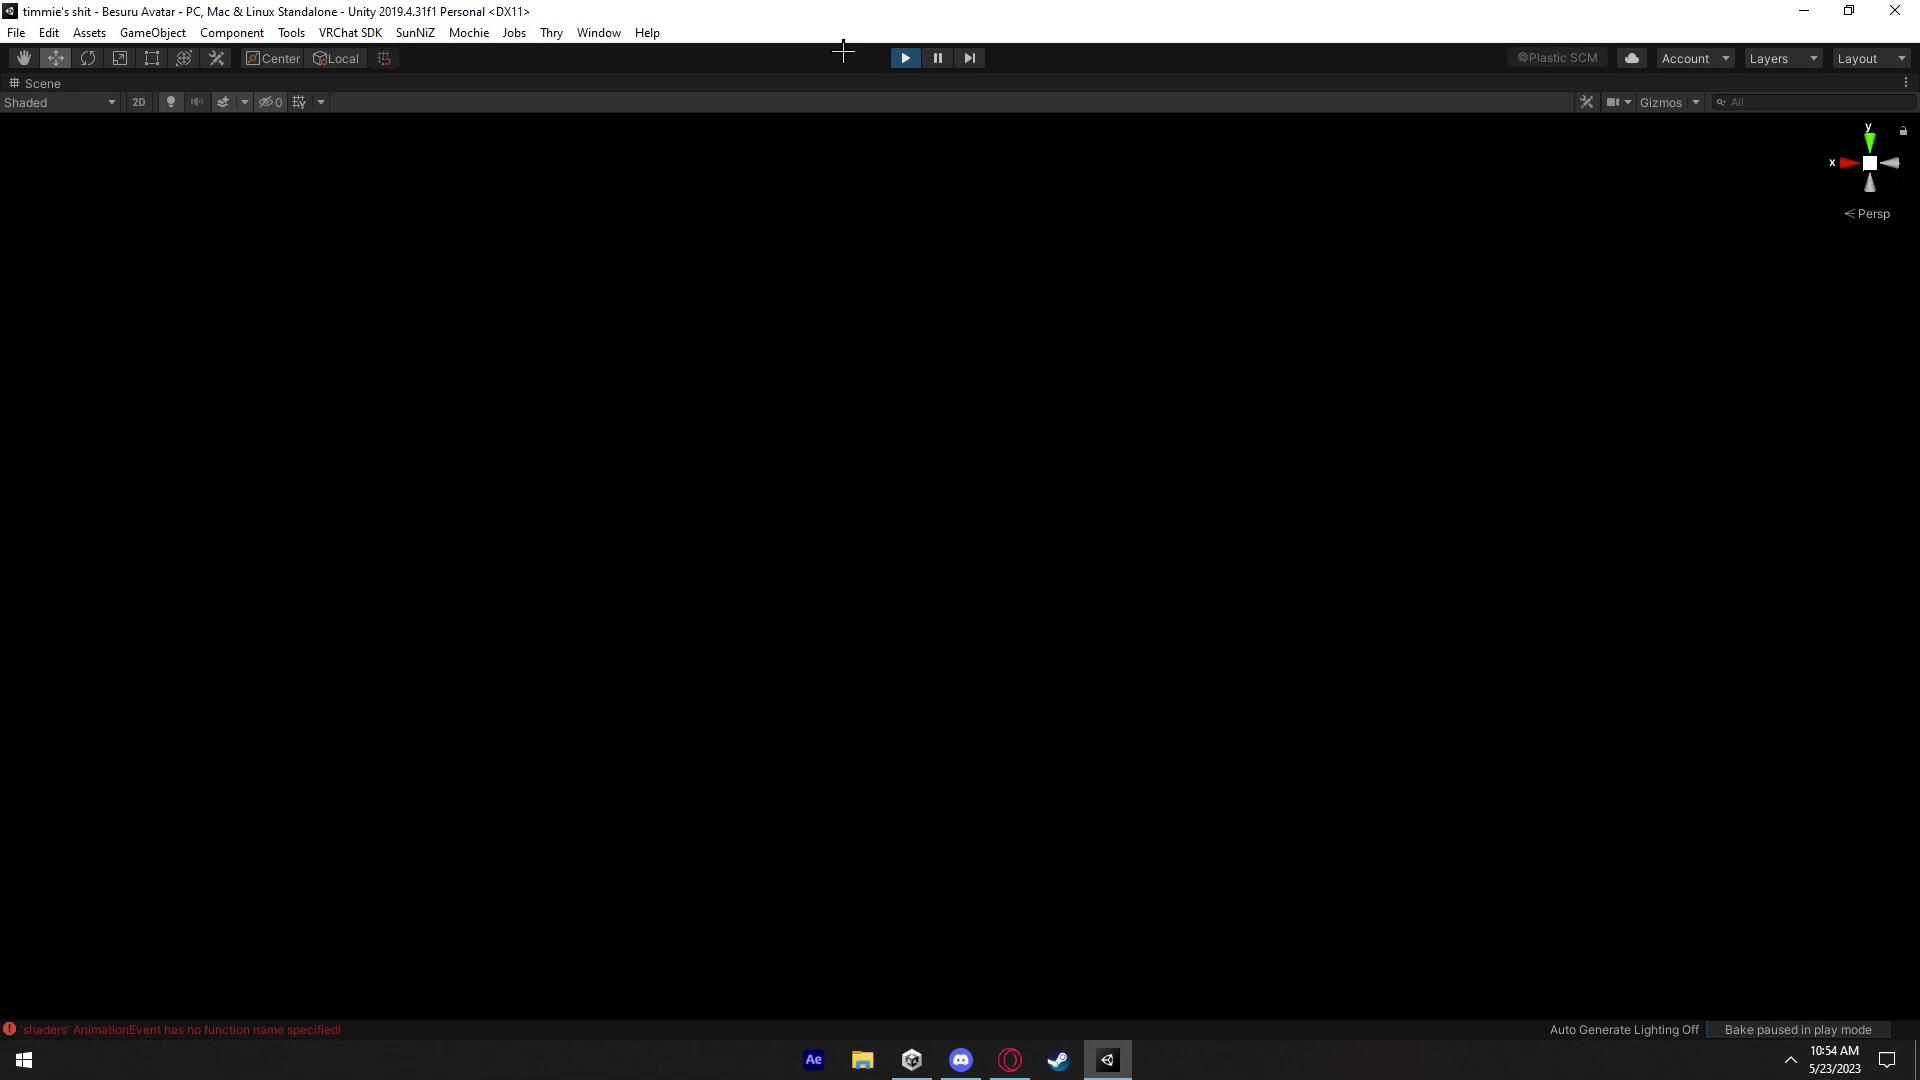 timmie's shit - Besuru Avatar - PC, Mac & Linux Standalone - Unity 2019.4.31f1 Personal <DX11>
File Edit Assets GameObject Component Tools VRChat SDK SunNiZ Mochie Jobs Thry Window Help
Center Local Plastic SCM Account Layers Layout
Scene
Shaded 2D 0 Gizmos All
y
x
< Persp
'shaders' AnimationEvent has no function name specified! Auto Generate Lighting Off Bake paused in play mode
Ae
10:54 AM
5/23/2023